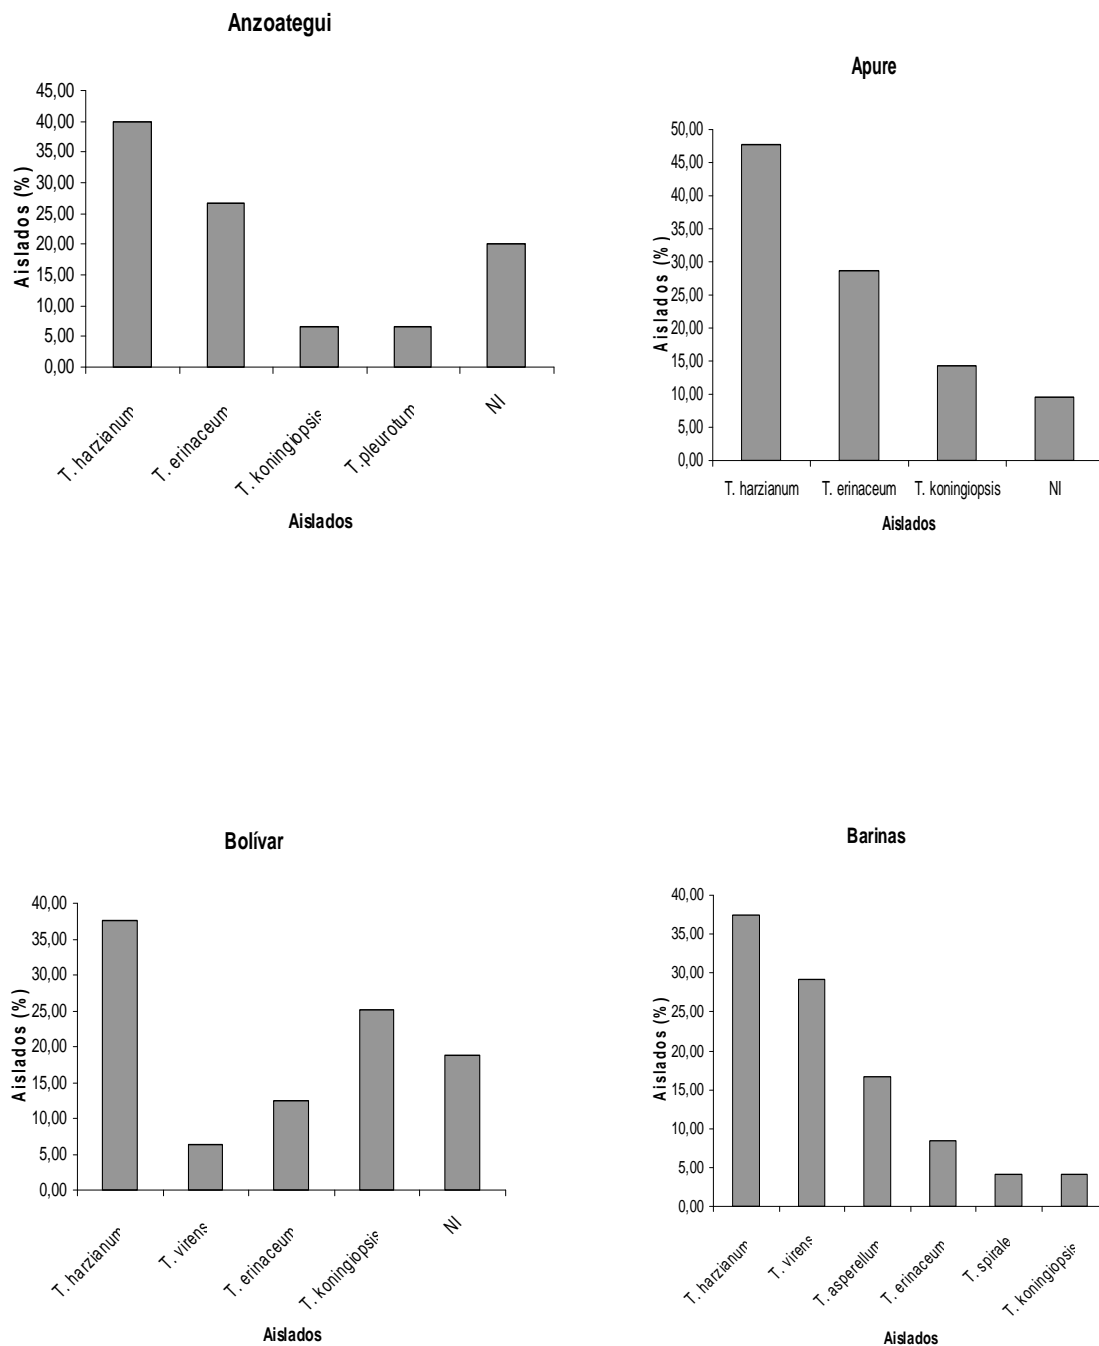 Anzoategui
45,00
40,00
35,00
30,00
25,00
20,00
15,00
10,00
5,00
0,00
Aislados (%)
T. harzianum
T. erinaceum
T. koningiopsis
T.pleurotum
NI
Aislados
Apure
50,00
45,00
40,00
35,00
30,00
25,00
20,00
15,00
10,00
5,00
0,00
Aislados (%)
T. harzianum
T. erinaceum
T. koningiopsis
NI
Aislados
Bolívar
40,00
35,00
30,00
25,00
20,00
15,00
10,00
5,00
0,00
Aislados (%)
T. harzianum
T. virens
T. erinaceum
T. koningiopsis
NI
Aislados
Barinas
40,00
35,00
30,00
25,00
20,00
15,00
10,00
5,00
0,00
Aislados (%)
T. harzianum
T. virens
T. asperellum
T. erinaceum
T. spirale
T. koningiopsis
Aislados